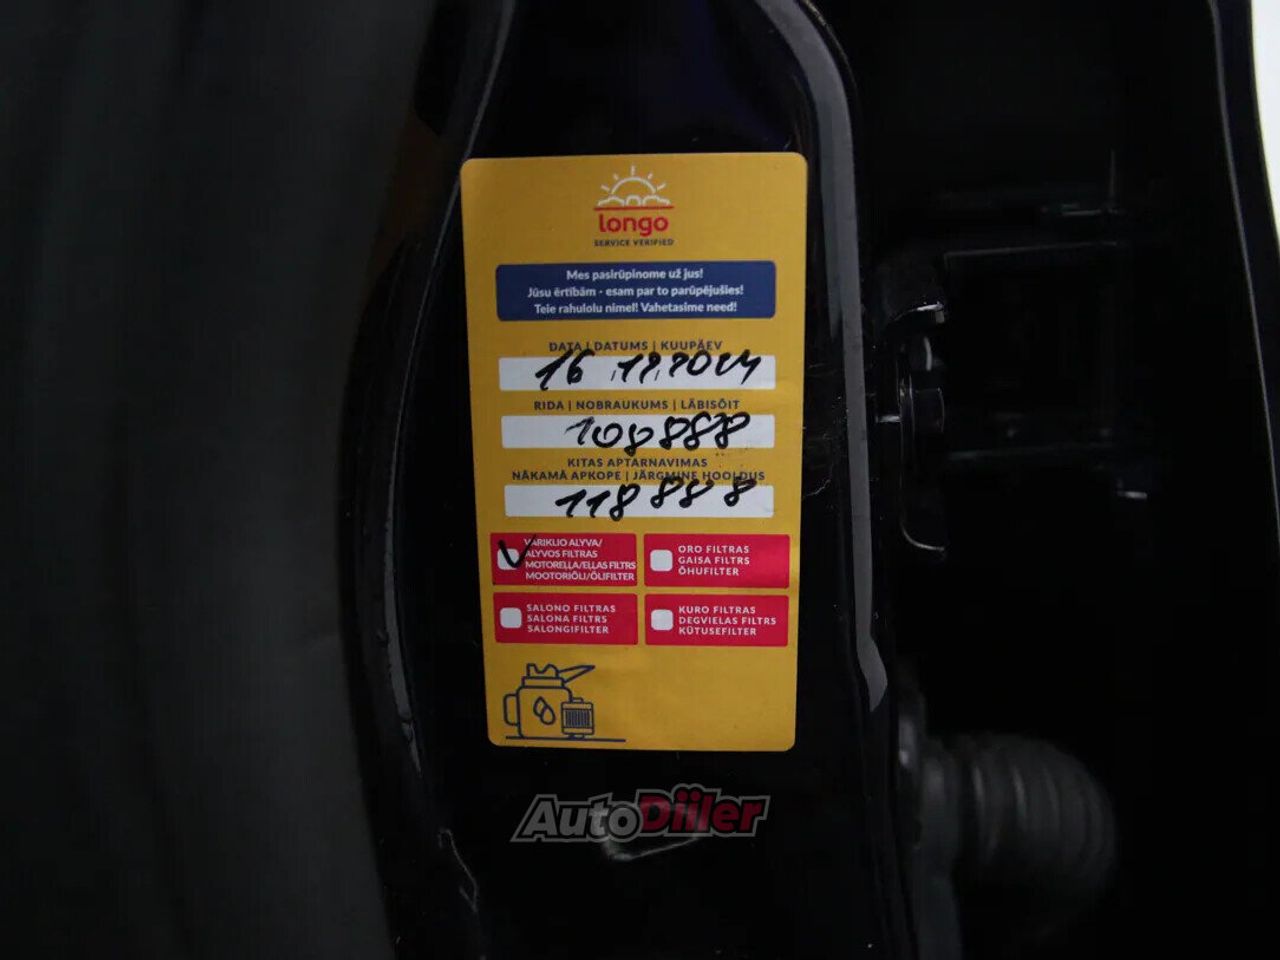 longo
SERVICE VERIFIED
Mes pasirūpinome už jus!
Jūsu ērtībām - esam par to parūpējušies!
Teie rahulolu nimel! Vahetasime need!
DATA | DATUMS | KUUPÄEV
16.12.2024
RIDA | NOBRAUKUMS | LÄBISÕIT
108888
KITAS APTARNAVIMAS
NĀKAMĀ APKOPE | JÄRGMINE HOOLDUS
118888
VARIKLIO ALYVA/
ALYVOS FILTRAS
MOTOREĻĻA/EĻĻAS FILTRS
MOOTORIÕLI/ÕLIFILTER
ORO FILTRAS
GAISA FILTRS
ÕHUFILTER
SALONO FILTRAS
SALONA FILTRS
SALONGIFILTER
KURO FILTRAS
DEGVIELAS FILTRS
KÜTUSEFILTER
AutoDiiler